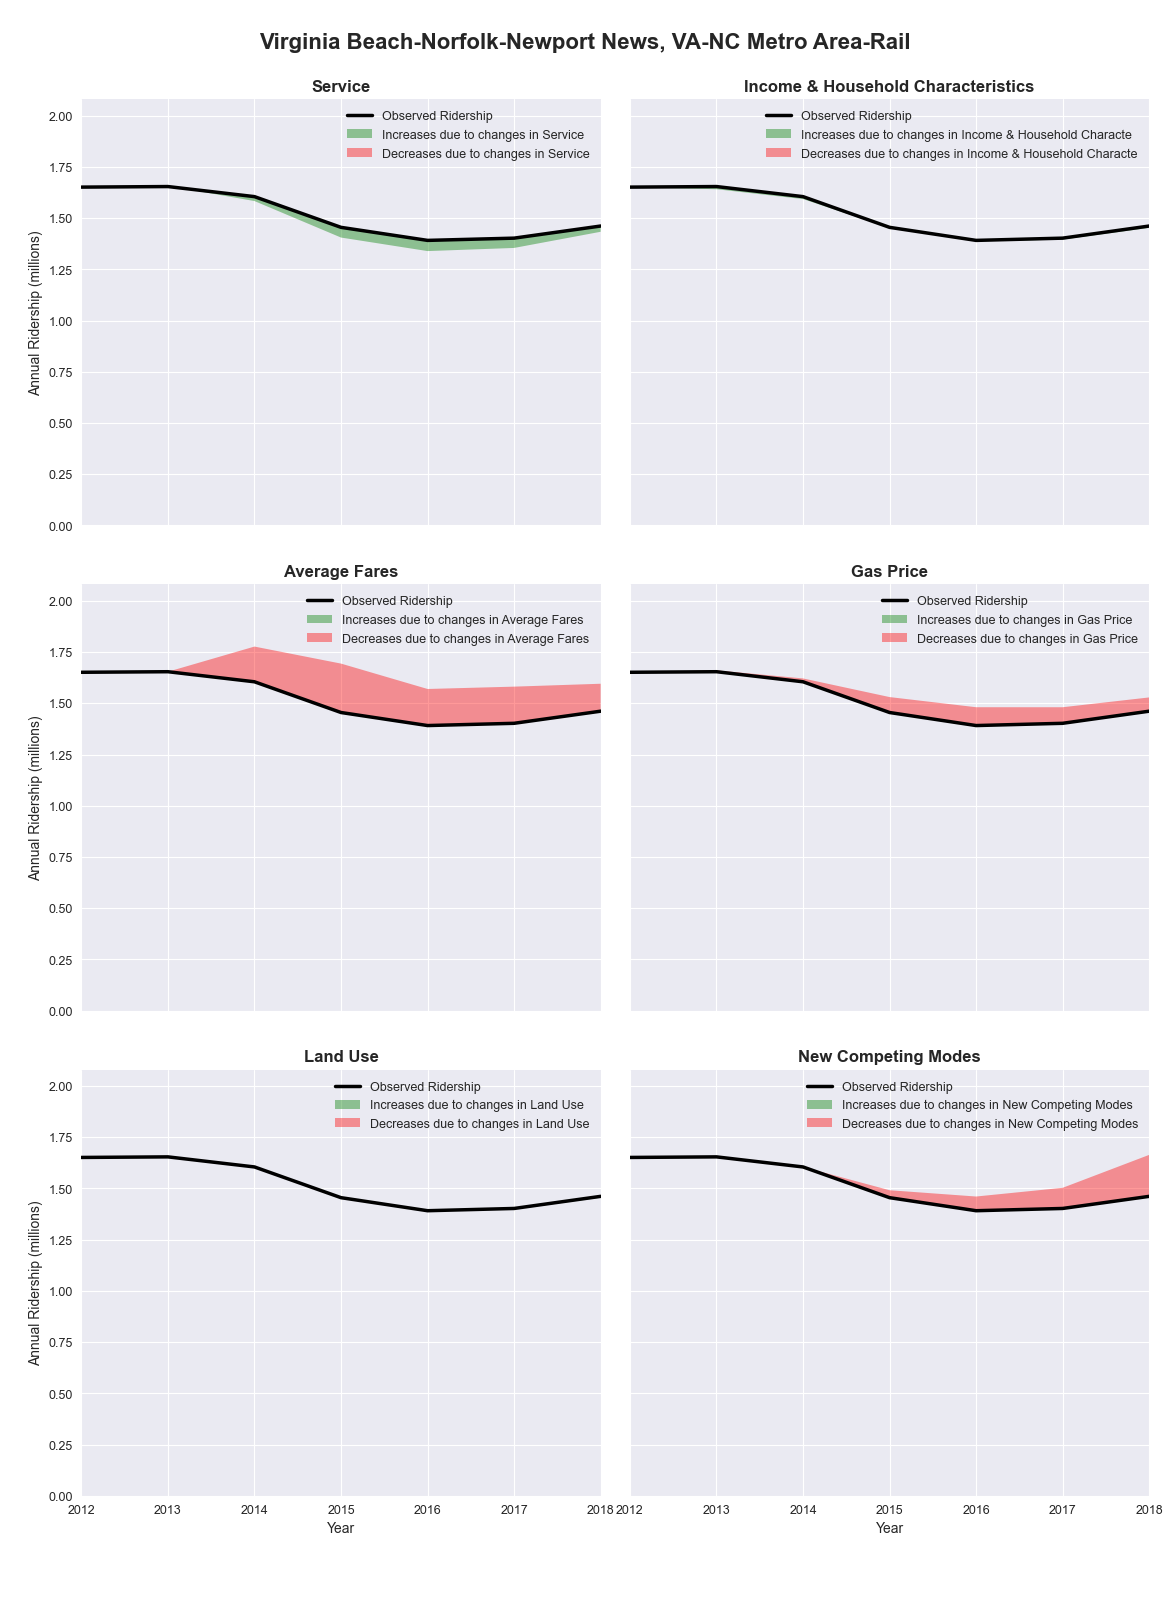 Virginia Beach-Norfolk-Newport News, VA-NC Metro Area-Rail
Service
Observed Ridership
Increases due to changes in Service
Decreases due to changes in Service
2.00
1.75
1.50
1.25
1.00
0.75
0.50
0.25
0.00
Annual Ridership (millions)
Income & Household Characteristics
Observed Ridership
Increases due to changes in Income & Household Characte
Decreases due to changes in Income & Household Characte
Average Fares
Observed Ridership
Increases due to changes in Average Fares
Decreases due to changes in Average Fares
2.00
1.75
1.50
1.25
1.00
0.75
0.50
0.25
0.00
Annual Ridership (millions)
Gas Price
Observed Ridership
Increases due to changes in Gas Price
Decreases due to changes in Gas Price
Land Use
Observed Ridership
Increases due to changes in Land Use
Decreases due to changes in Land Use
2.00
1.75
1.50
1.25
1.00
0.75
0.50
0.25
0.00
Annual Ridership (millions)
2012 2013 2014 2015 2016 2017 2018
Year
New Competing Modes
Observed Ridership
Increases due to changes in New Competing Modes
Decreases due to changes in New Competing Modes
2012 2013 2014 2015 2016 2017 2018
Year